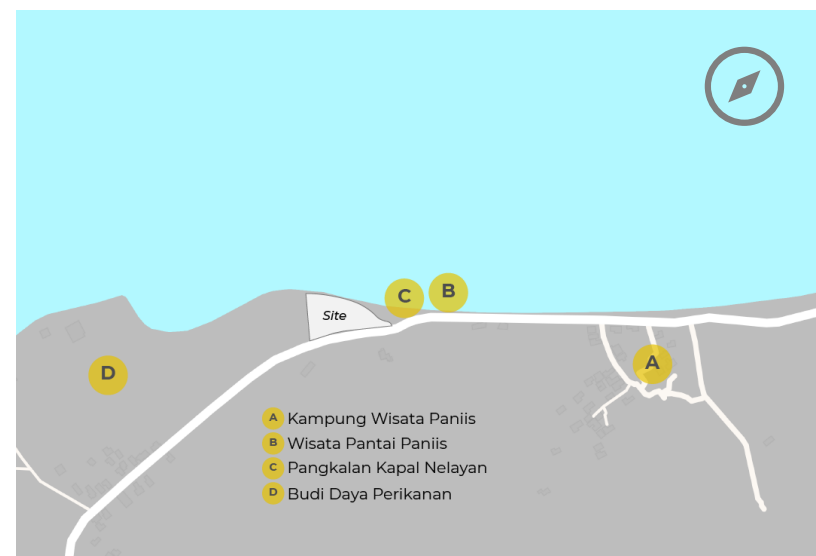 C
B
Site
A
D
A Kampung Wisata Paniis
B Wisata Pantai Paniis
C Pangkalan Kapal Nelayan
D Budi Daya Perikanan